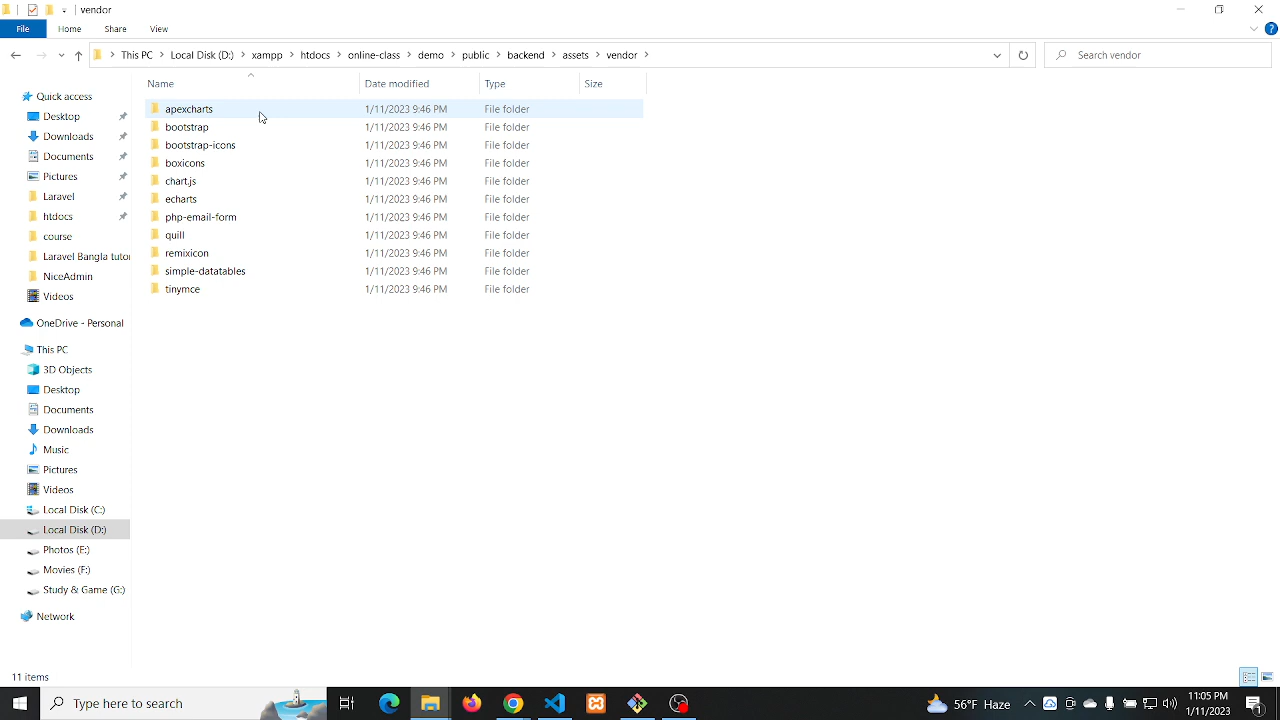 vendor
File Home Share View
This PC Local Disk (D:) xampp htdocs online-class demo public backend assets vendor
Search vendor
Name Date modified Type Size
Quick access
Desktop
Downloads
Documents
Pictures
Laravel
htdocs
course
Laravel Bangla tutor
NiceAdmin
Videos
OneDrive - Personal
This PC
3D Objects
Desktop
Documents
Downloads
Music
Pictures
Videos
Local Disk (C:)
Local Disk (D:)
Photos (E:)
Movies (F:)
Study & Game (G:)
Network
apexcharts 1/11/2023 9:46 PM File folder
bootstrap 1/11/2023 9:46 PM File folder
bootstrap-icons 1/11/2023 9:46 PM File folder
boxicons 1/11/2023 9:46 PM File folder
chart.js 1/11/2023 9:46 PM File folder
echarts 1/11/2023 9:46 PM File folder
php-email-form 1/11/2023 9:46 PM File folder
quill 1/11/2023 9:46 PM File folder
remixicon 1/11/2023 9:46 PM File folder
simple-datatables 1/11/2023 9:46 PM File folder
tinymce 1/11/2023 9:46 PM File folder
11 items
Type here to search
56°F Haze
11:05 PM
1/11/2023